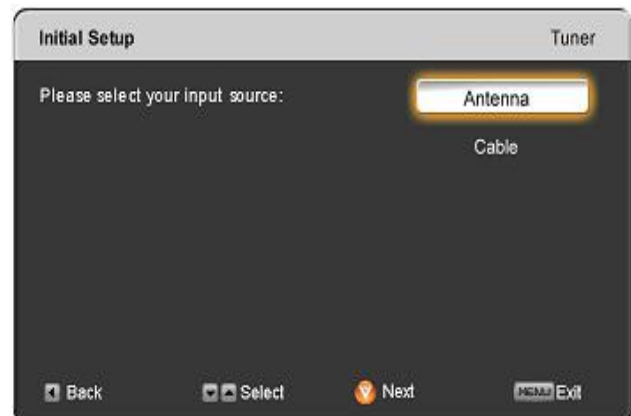 Initial Setup Tuner
Please select your input source: Antenna
Cable
Back Select Next MENU Exit